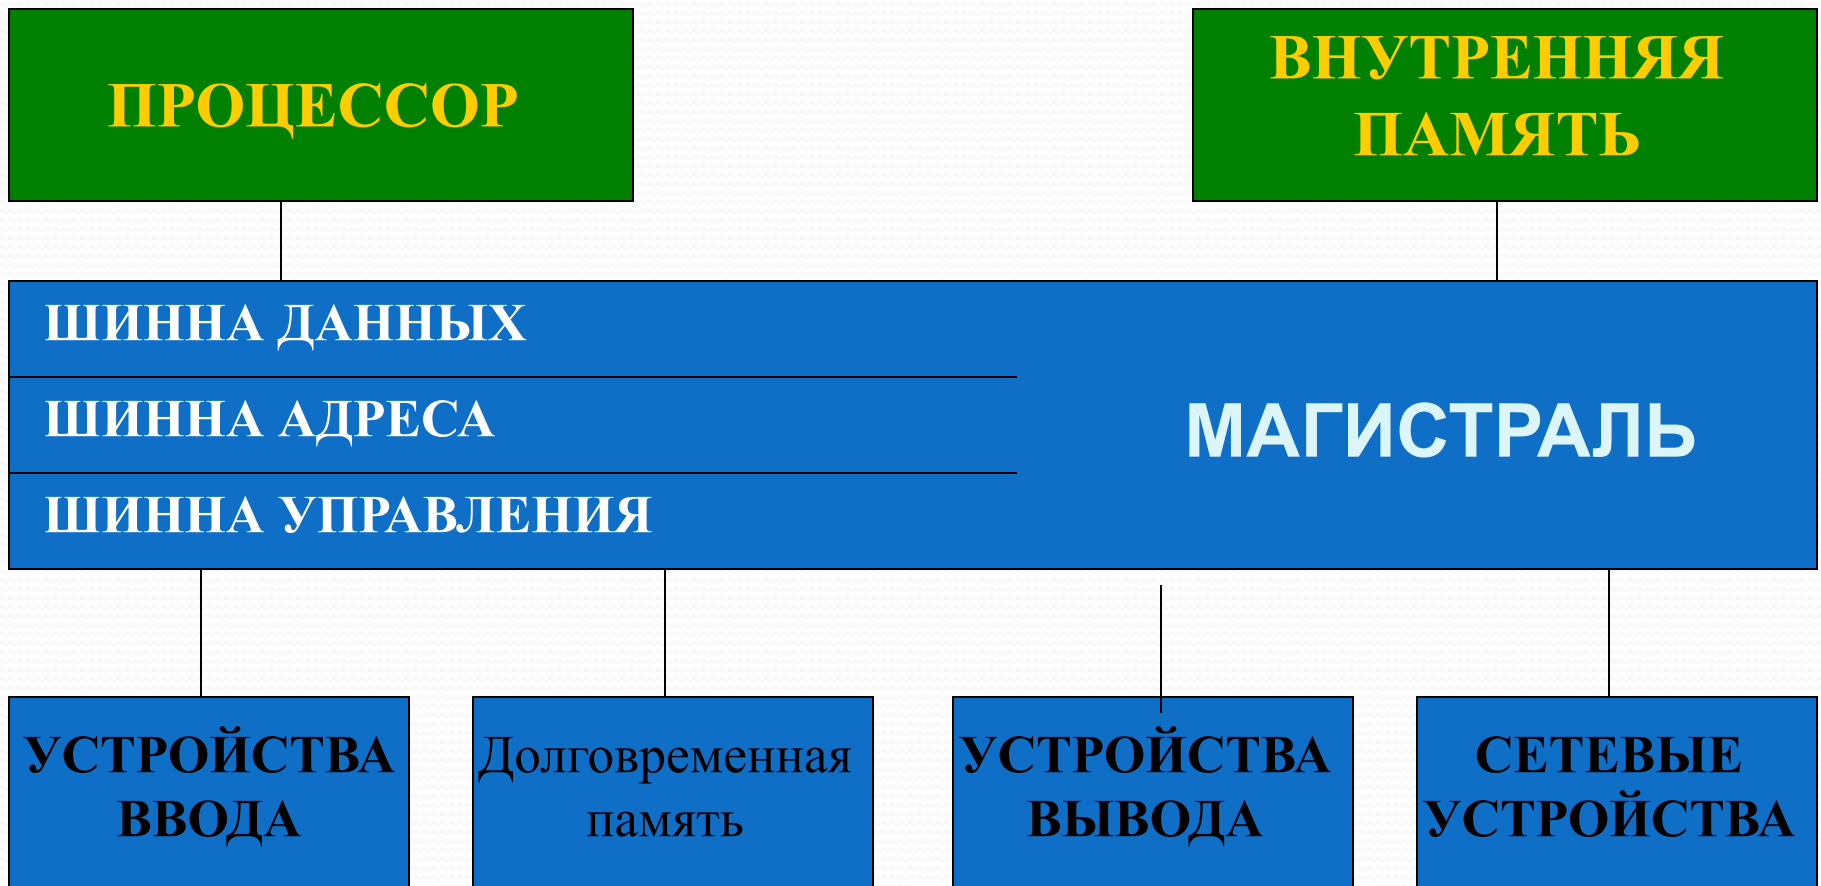 ПРОЦЕССОР
ВНУТРЕННЯЯ
ПАМЯТЬ
ШИННА ДАННЫХ
ШИННА АДРЕСА
ШИННА УПРАВЛЕНИЯ
МАГИСТРАЛЬ
УСТРОЙСТВА
ВВОДА
Долговременная
память
УСТРОЙСТВА
ВЫВОДА
СЕТЕВЫЕ
УСТРОЙСТВА